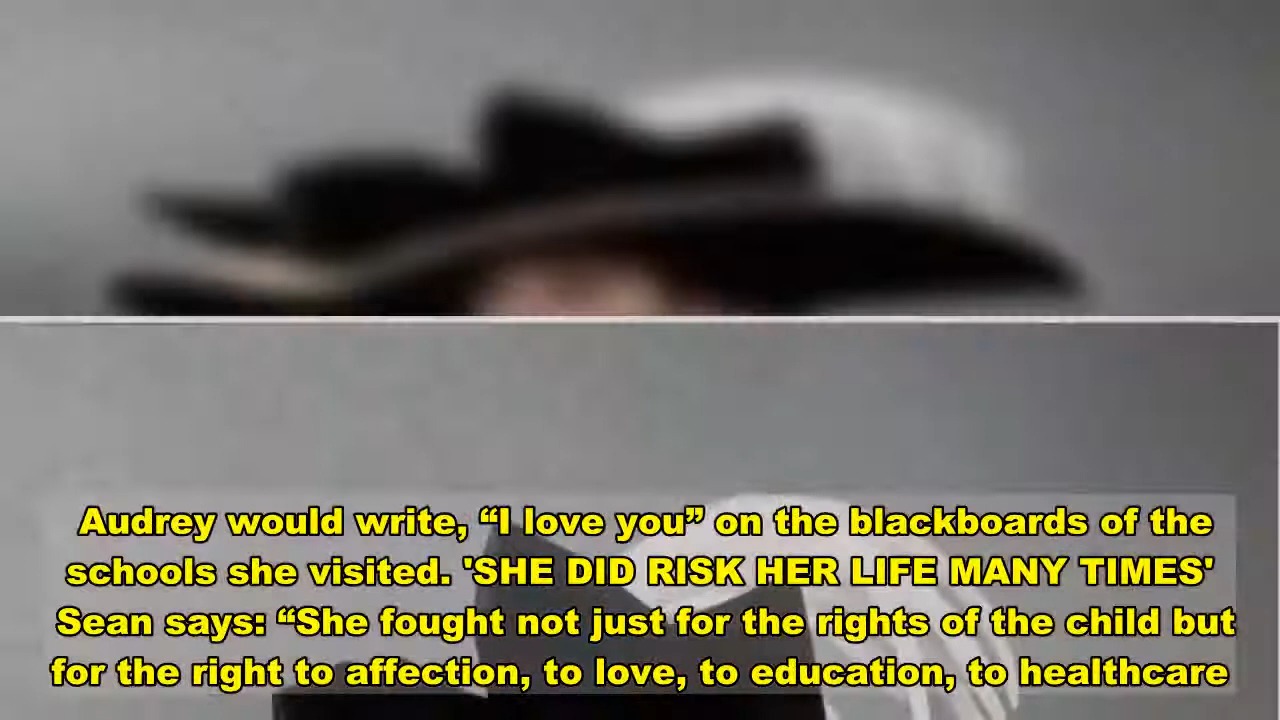 Audrey would write, “I love you” on the blackboards of the
schools she visited. 'SHE DID RISK HER LIFE MANY TIMES'
Sean says: “She fought not just for the rights of the child but
for the right to affection, to love, to education, to healthcare